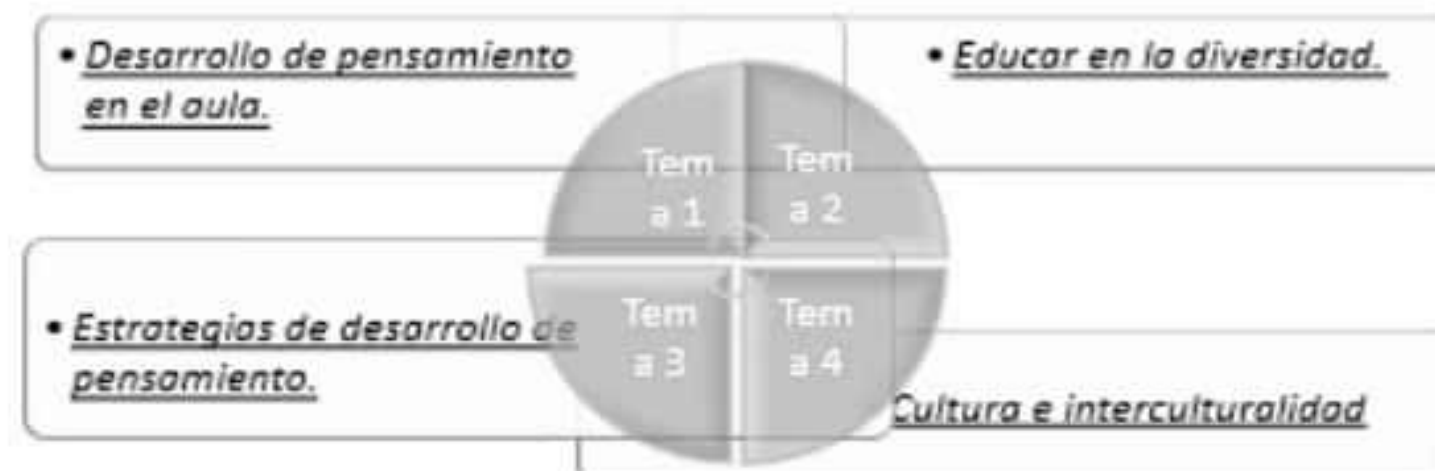 • Desarrollo de pensamiento
en el aula.
• Educar en la diversidad.
Tem
a 1
Tem
a 2
• Estrategias de desarrollo de
pensamiento.
Tem
a 3
Tem
a 4
Cultura e interculturalidad